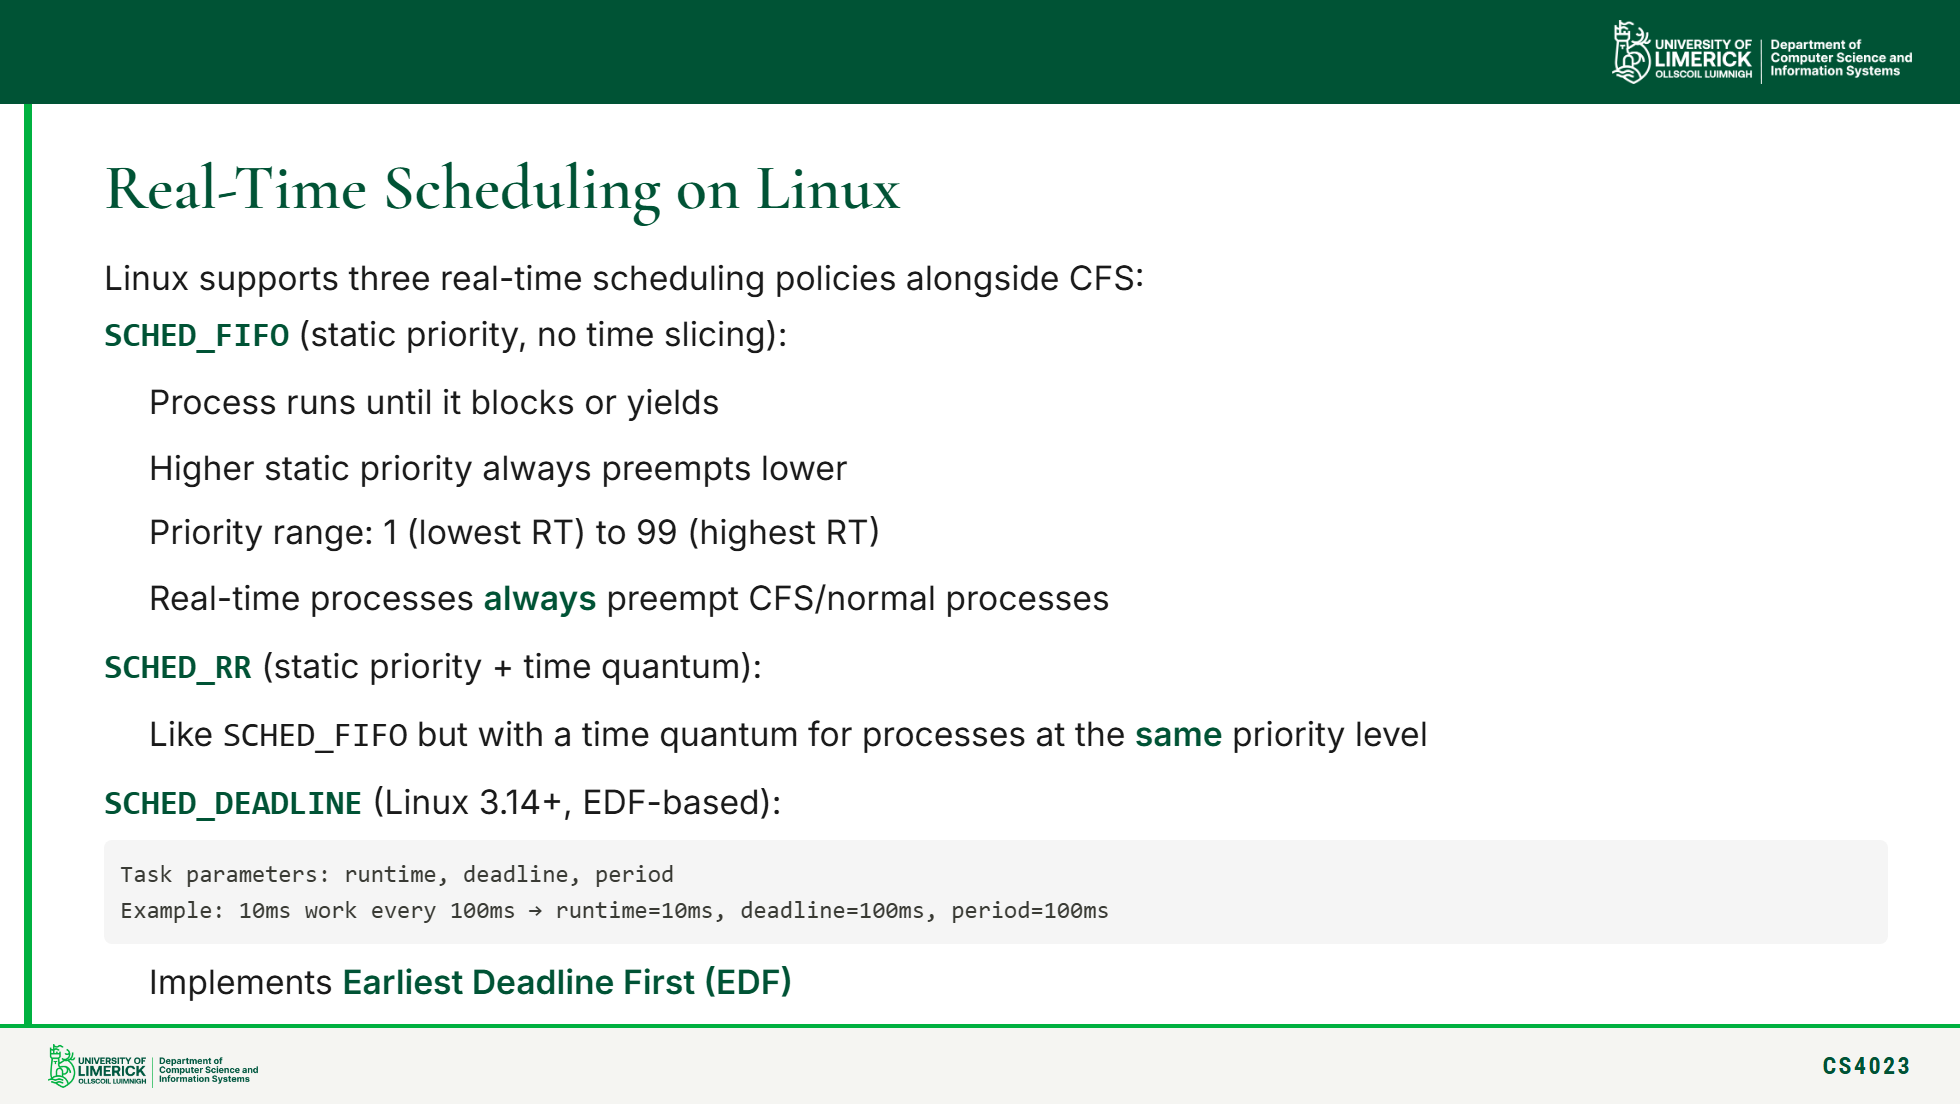 UNIVERSITY OF
LIMERICK
OLLSCOIL LUIMNIGH
Department of
Computer Science and
Information Systems
Real-Time Scheduling on Linux
Linux supports three real-time scheduling policies alongside CFS:
SCHED_FIFO (static priority, no time slicing):
Process runs until it blocks or yields
Higher static priority always preempts lower
Priority range: 1 (lowest RT) to 99 (highest RT)
Real-time processes always preempt CFS/normal processes
SCHED_RR (static priority + time quantum):
Like SCHED_FIFO but with a time quantum for processes at the same priority level
SCHED_DEADLINE (Linux 3.14+, EDF-based):
Task parameters: runtime, deadline, period
Example: 10ms work every 100ms → runtime=10ms, deadline=100ms, period=100ms
Implements Earliest Deadline First (EDF)
UNIVERSITY OF
LIMERICK
OLLSCOIL LUIMNIGH
Department of
Computer Science and
Information Systems
CS4023